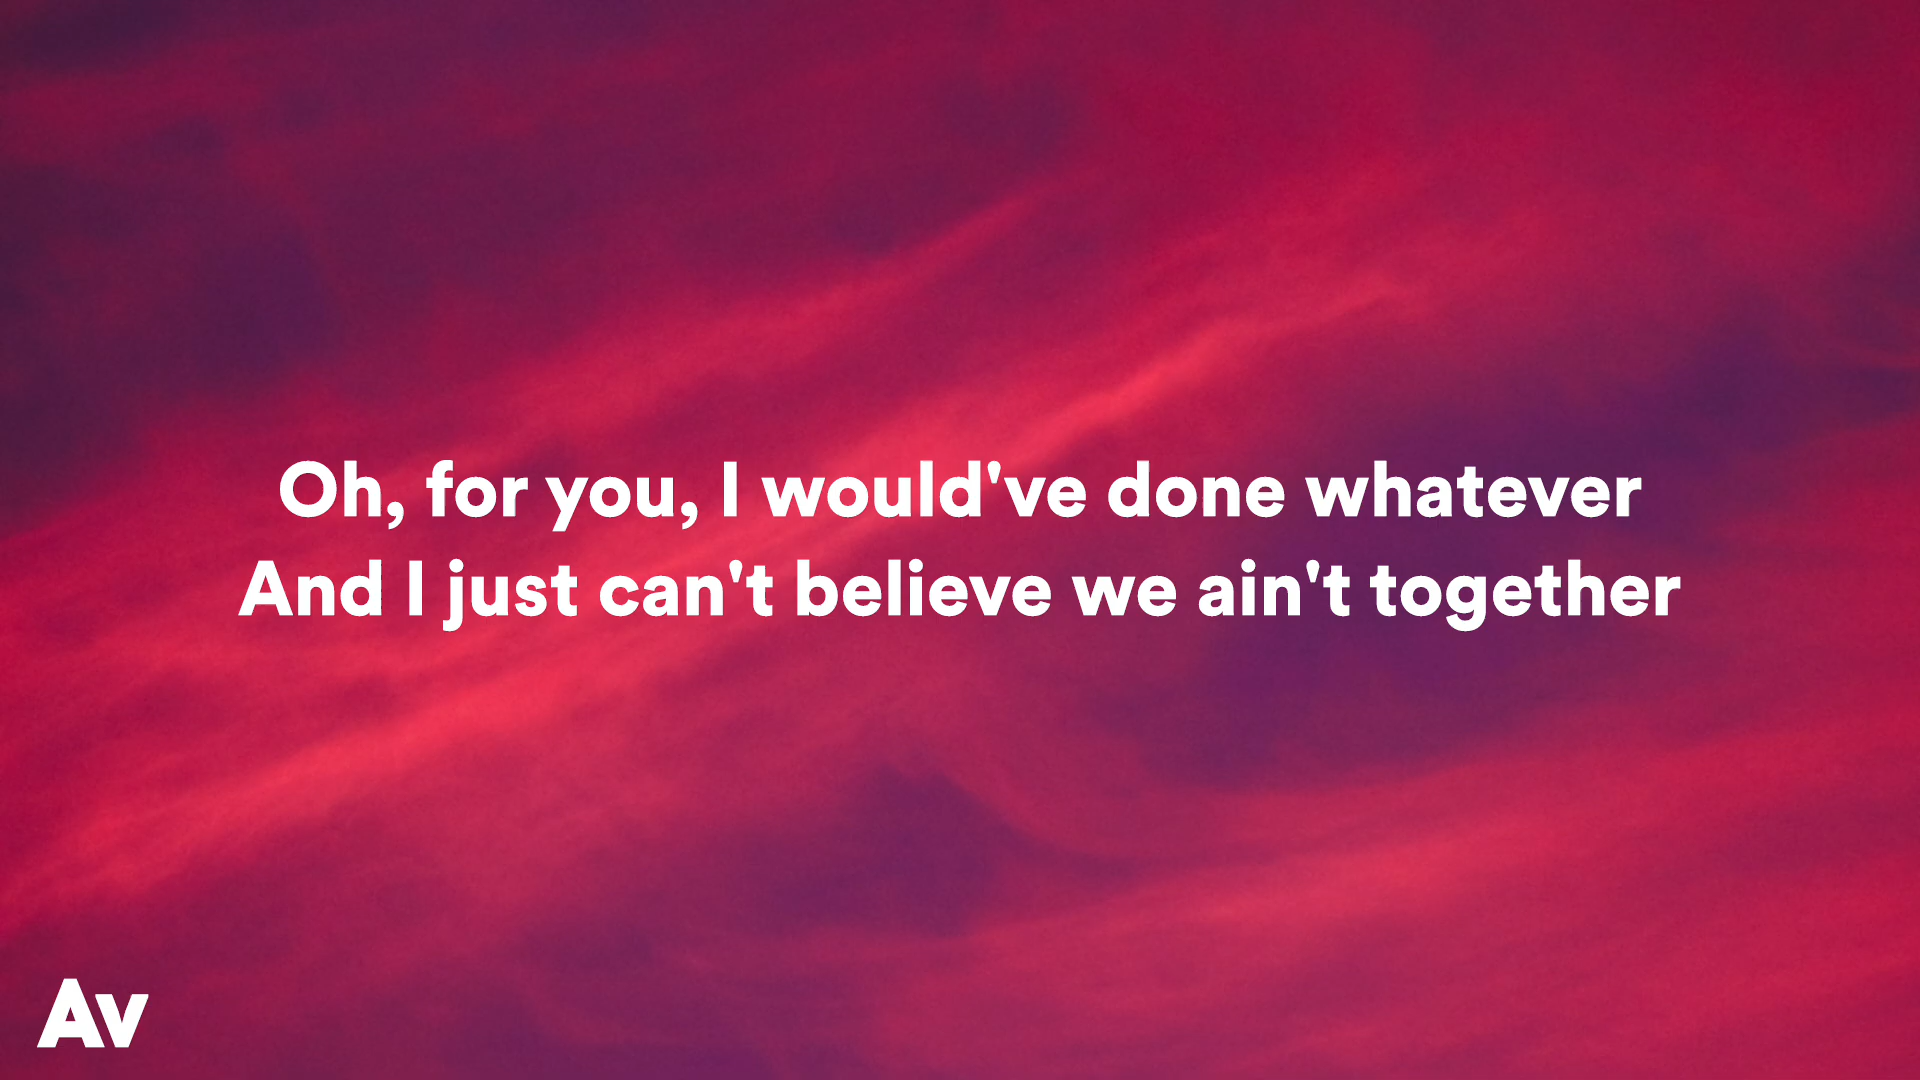 Oh, for you, I would've done whatever
And I just can't believe we ain't together
Av